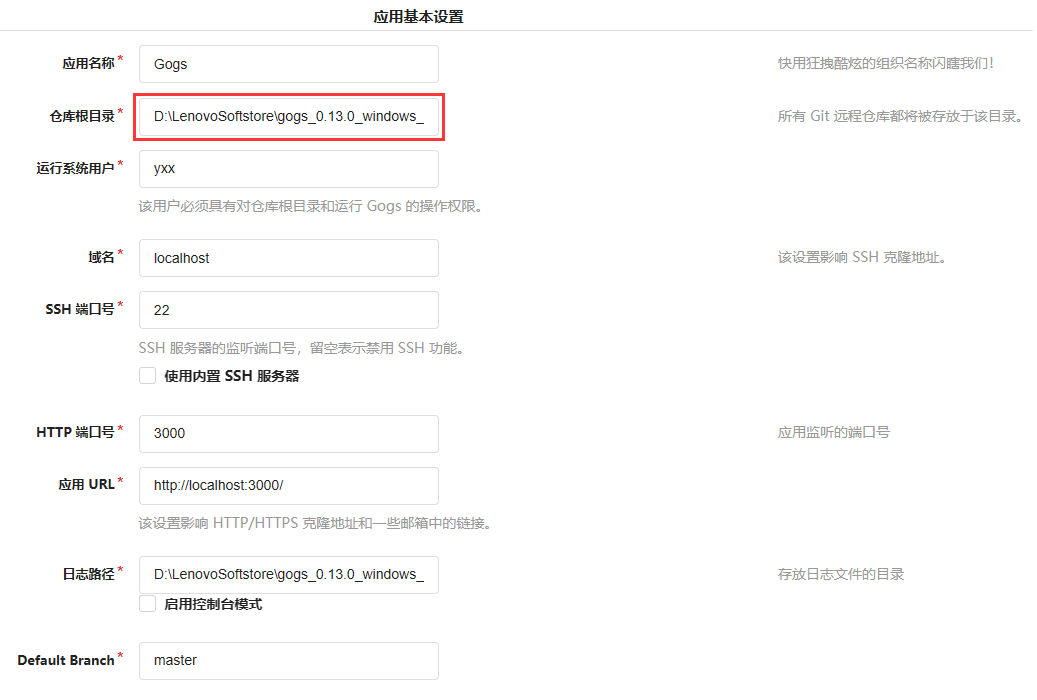 应用基本设置
应用名称* Gogs 快用狂拽酷炫的组织名称闪瞎我们！
仓库根目录* D:\LenovoSoftstore\gogs_0.13.0_windows_ 所有 Git 远程仓库都将被存放于该目录。
运行系统用户* yxx
该用户必须具有对仓库根目录和运行 Gogs 的操作权限。
域名* localhost 该设置影响 SSH 克隆地址。
SSH 端口号* 22
SSH 服务器的监听端口号，留空表示禁用 SSH 功能。
使用内置 SSH 服务器
HTTP 端口号* 3000 应用监听的端口号
应用 URL* http://localhost:3000/
该设置影响 HTTP/HTTPS 克隆地址和一些邮箱中的链接。
日志路径* D:\LenovoSoftstore\gogs_0.13.0_windows_ 存放日志文件的目录
启用控制台模式
Default Branch* master